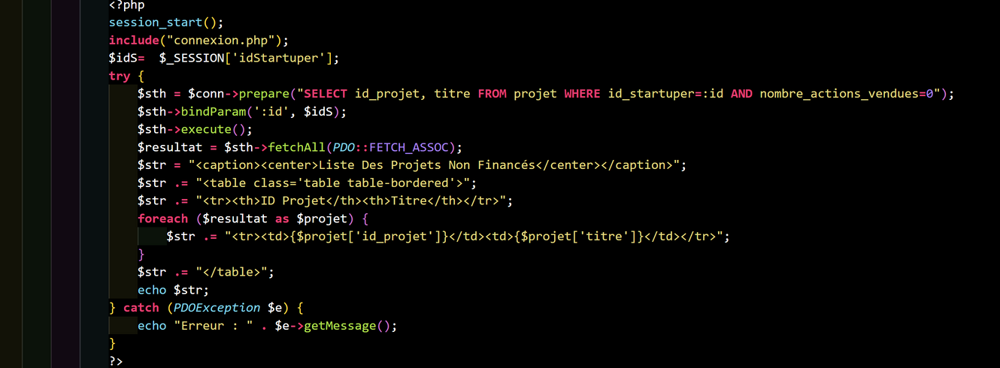 <?php
session_start();
include("connexion.php");
$idS=  $_SESSION['idStartuper'];
try {
    $sth = $conn->prepare("SELECT id_projet, titre FROM projet WHERE id_startuper=:id AND nombre_actions_vendues=0");
    $sth->bindParam(':id', $idS);
    $sth->execute();
    $resultat = $sth->fetchAll(PDO::FETCH_ASSOC);
    $str = "<caption><center>Liste Des Projets Non Financés</center></caption>";
    $str .= "<table class='table table-bordered'>";
    $str .= "<tr><th>ID Projet</th><th>Titre</th></tr>";
    foreach ($resultat as $projet) {
        $str .= "<tr><td>{$projet['id_projet']}</td><td>{$projet['titre']}</td></tr>";
    }
    $str .= "</table>";
    echo $str;
} catch (PDOException $e) {
    echo "Erreur : " . $e->getMessage();
}
?>